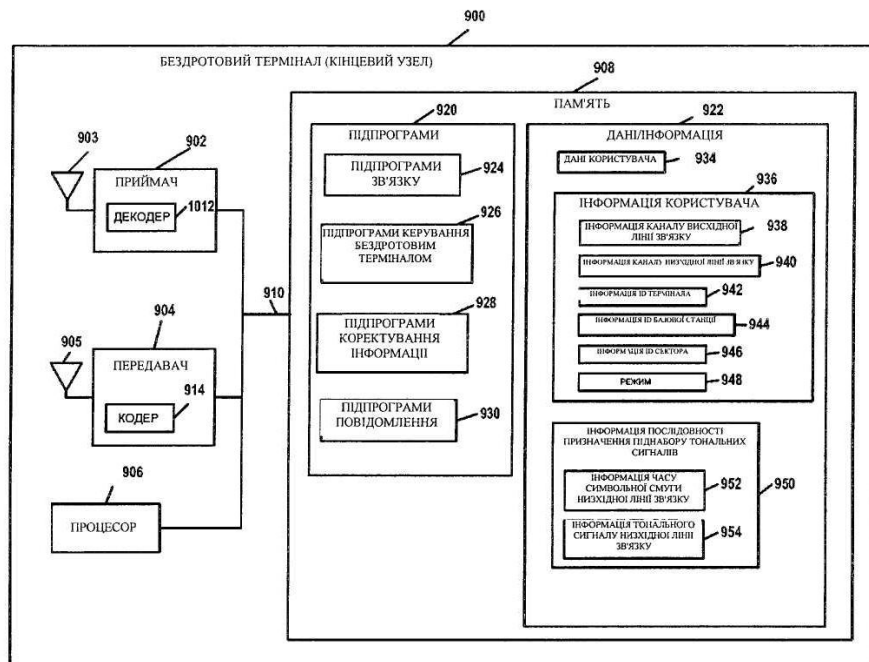 900
БЕЗДРОТОВИЙ ТЕРМІНАЛ (КІНЦЕВИЙ УЗЕЛ)
908
ПАМ'ЯТЬ
903
902
ПРИЙМАЧ
ДЕКОДЕР
1012
905
904
ПЕРЕДАВАЧ
КОДЕР
914
906
ПРОЦЕСОР
910
920
ПІДПРОГРАМИ
ПІДПРОГРАМИ
ЗВ'ЯЗКУ
924
926
ПІДПРОГРАМИ КЕРУВАННЯ
БЕЗДРОТОВИМ
ТЕРМІНАЛОМ
928
ПІДПРОГРАМИ
КОРЕКТУВАННЯ
ІНФОРМАЦІЇ
ПІДПРОГРАМИ
ПОВІДОМЛЕННЯ
930
922
ДАНІ/ІНФОРМАЦІЯ
ДАНІ КОРИСТУВАЧА
934
936
ІНФОРМАЦІЯ КОРИСТУВАЧА
ІНФОРМАЦІЯ КАНАЛУ ВИСХІДНОЇ
ЛІНІЇ ЗВ'ЯЗКУ
938
ІНФОРМАЦІЯ КАНАЛУ НИЗХІДНОЇ ЛІНІЇ ЗВ'ЯЗКУ
940
ІНФОРМАЦІЯ ID ТЕРМІНАЛА
942
ІНФОРМАЦІЯ ID БАЗОВОЇ СТАНЦІЇ
944
ІНФОРМАЦІЯ ID СЕКТОРА
946
РЕЖИМ
948
ІНФОРМАЦІЯ ПОСЛІДОВНОСТІ
ПРИЗНАЧЕННЯ ПІДНАБОРУ ТОНАЛЬНИХ
СИГНАЛІВ
950
ІНФОРМАЦІЯ ЧАСУ
СИМВОЛЬНОЇ СМУГИ
НИЗХІДНОЇ ЛІНІЇ ЗВ'ЯЗКУ
952
ІНФОРМАЦІЯ ТОНАЛЬНОГО
СИГНАЛУ НИЗХІДНОЇ ЛІНІЇ
ЗВ'ЯЗКУ
954